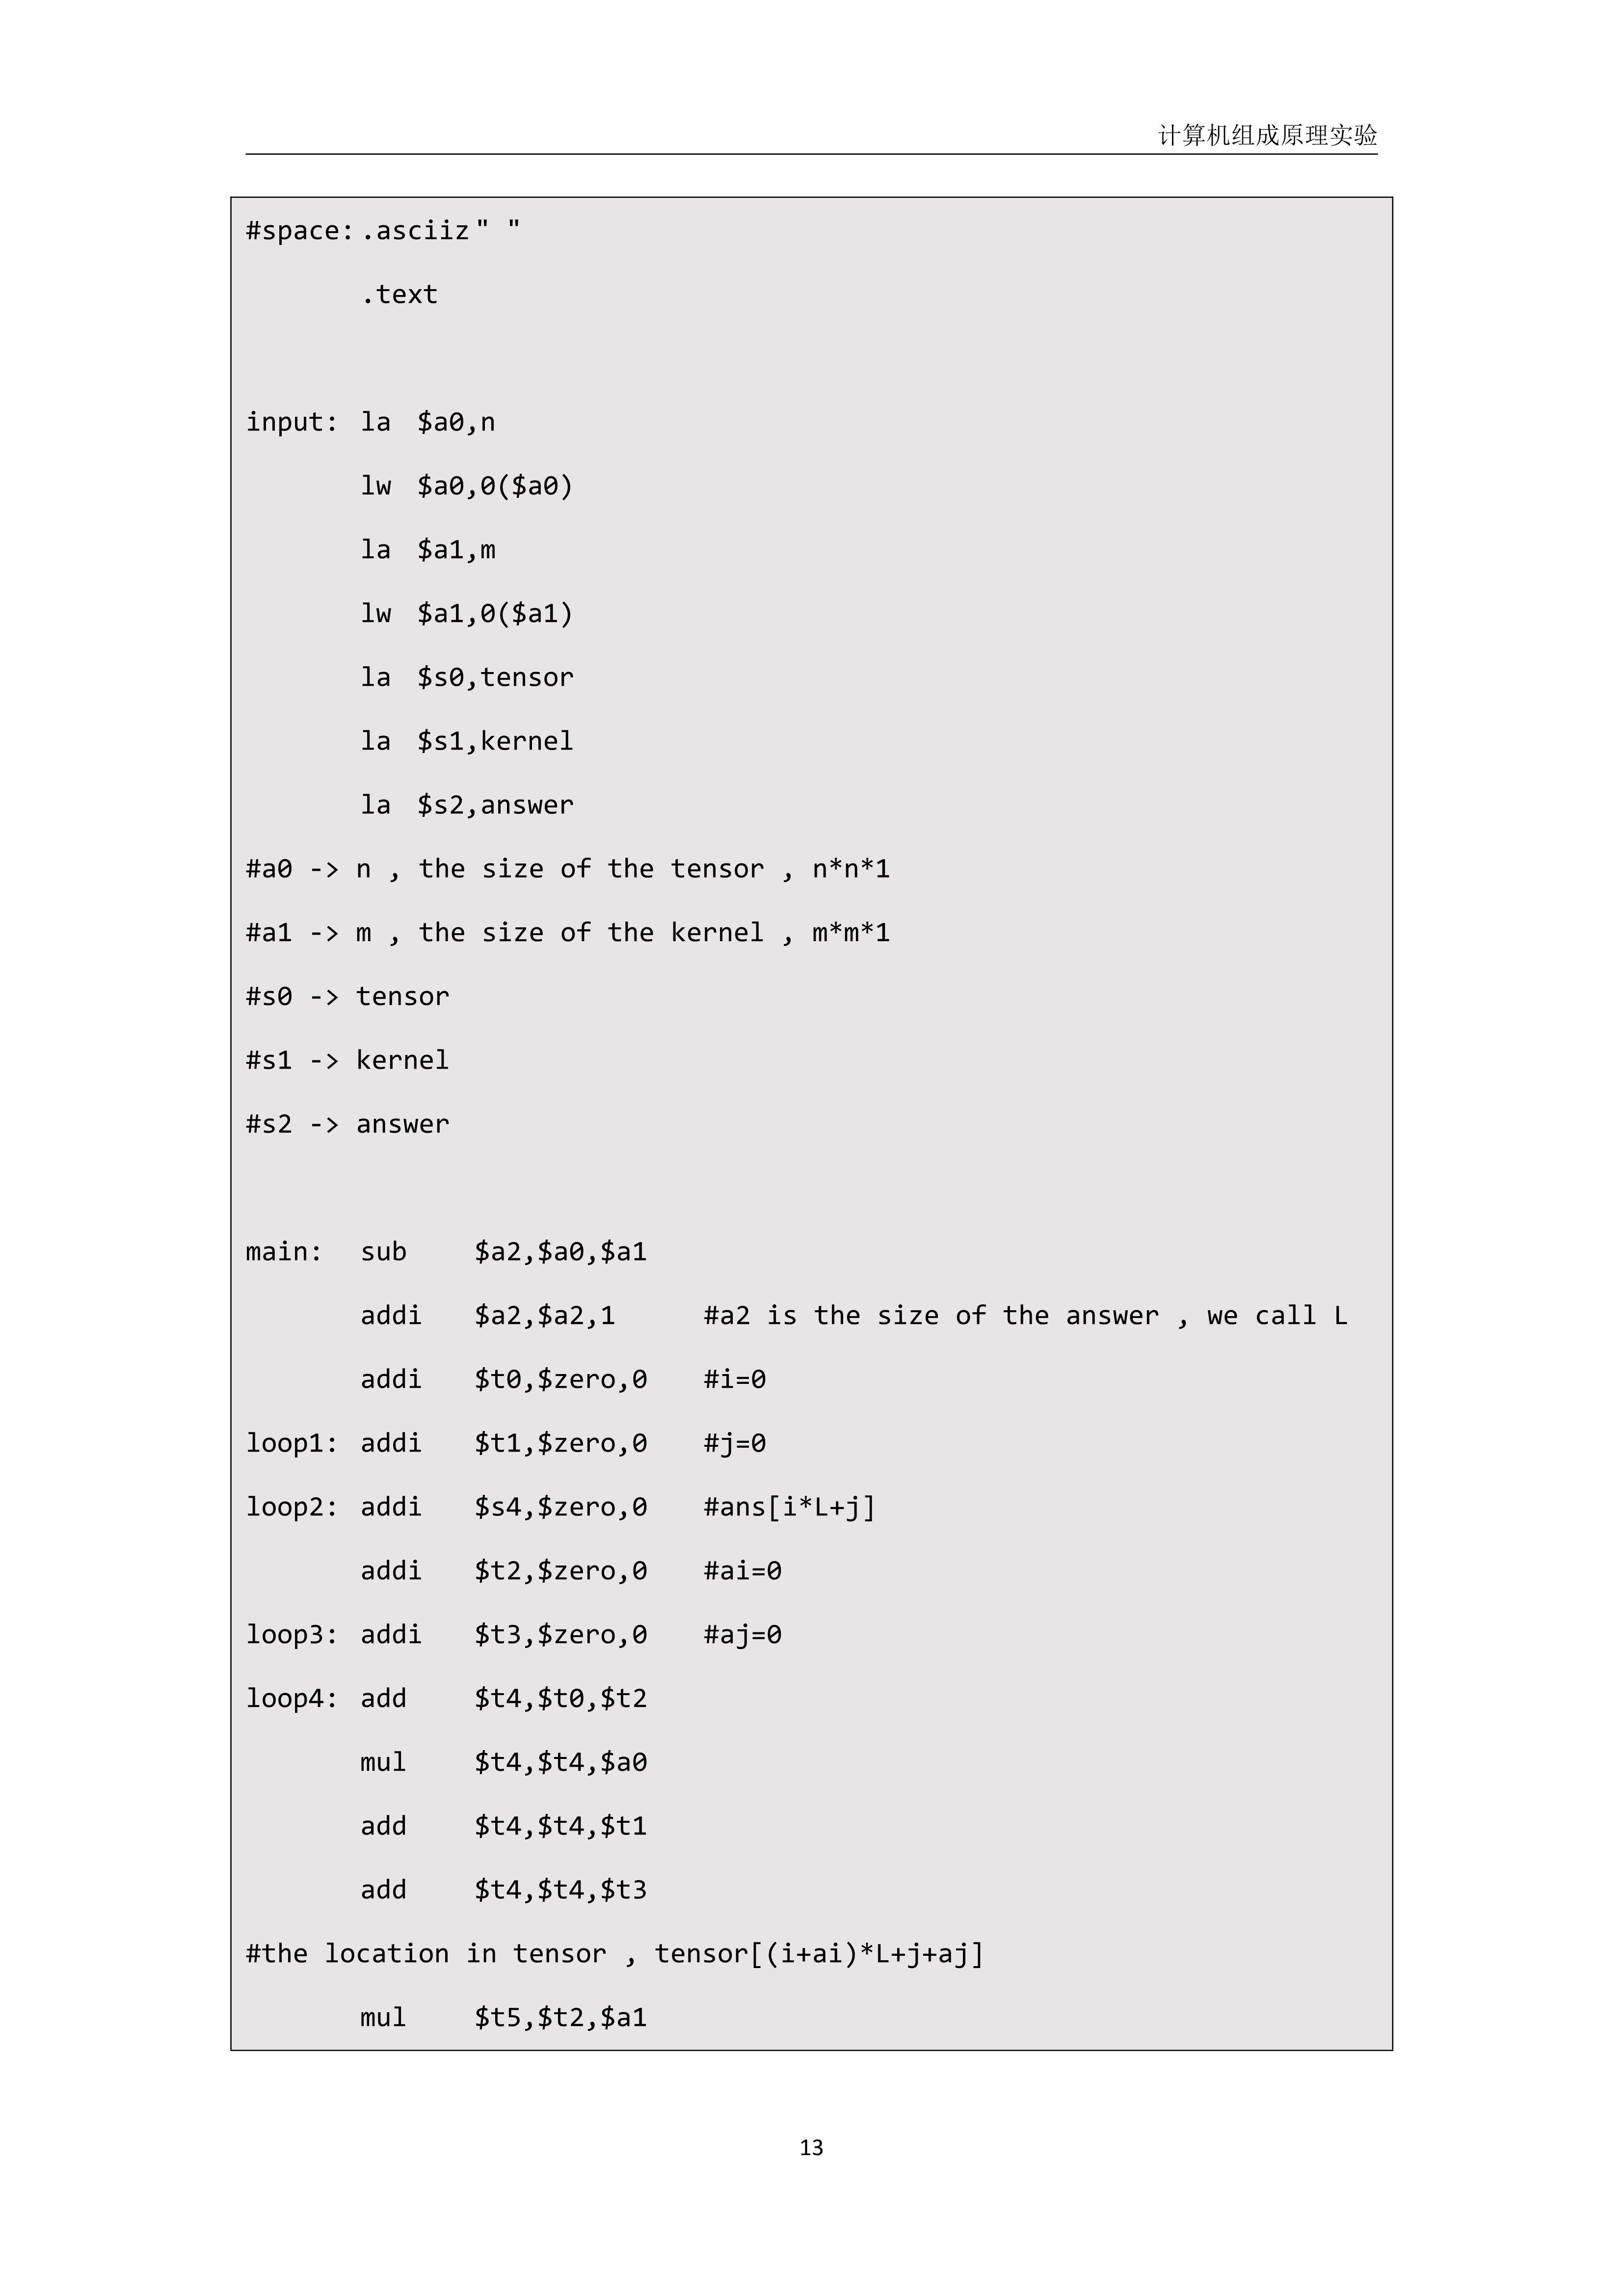 计算机组成原理实验
#space: .asciiz " "
.text
input: la $a0,n
lw $a0,0($a0)
la $a1,m
lw $a1,0($a1)
la $s0,tensor
la $s1,kernel
la $s2,answer
#a0 -> n , the size of the tensor , n*n*1
#a1 -> m , the size of the kernel , m*m*1
#s0 -> tensor
#s1 -> kernel
#s2 -> answer
main: sub $a2,$a0,$a1
addi $a2,$a2,1 #a2 is the size of the answer , we call L
addi $t0,$zero,0 #i=0
loop1: addi $t1,$zero,0 #j=0
loop2: addi $s4,$zero,0 #ans[i*L+j]
addi $t2,$zero,0 #ai=0
loop3: addi $t3,$zero,0 #aj=0
loop4: add $t4,$t0,$t2
mul $t4,$t4,$a0
add $t4,$t4,$t1
add $t4,$t4,$t3
#the location in tensor , tensor[(i+ai)*L+j+aj]
mul $t5,$t2,$a1
13